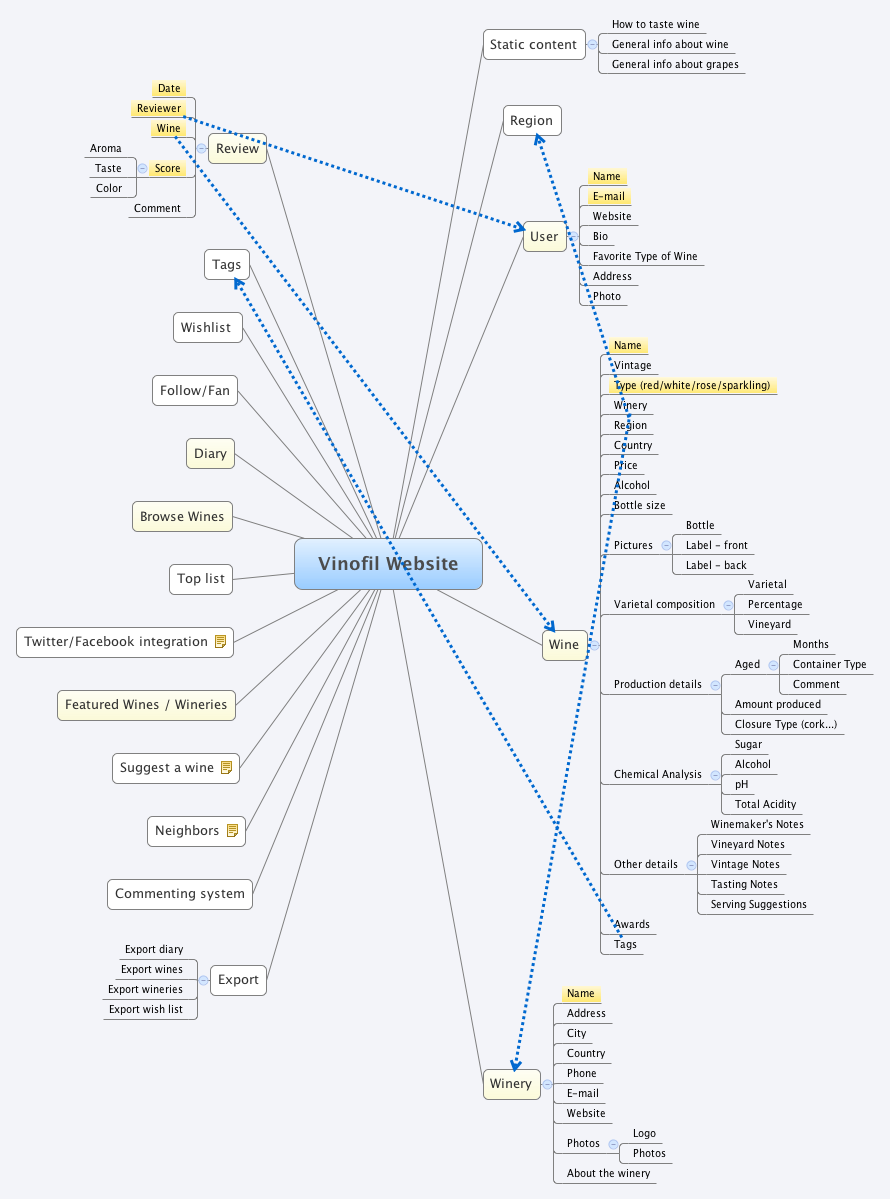 Vinofil Website
Static content
How to taste wine
General info about wine
General info about grapes
Region
User
Name
E-mail
Website
Bio
Favorite Type of Wine
Address
Photo
Wine
Name
Vintage
Type (red/white/rose/sparkling)
Winery
Region
Country
Price
Alcohol
Bottle size
Pictures
Bottle
Label - front
Label - back
Varietal composition
Varietal
Percentage
Vineyard
Production details
Aged
Months
Container Type
Comment
Amount produced
Closure Type (cork...)
Chemical Analysis
Sugar
Alcohol
pH
Total Acidity
Other details
Winemaker's Notes
Vineyard Notes
Vintage Notes
Tasting Notes
Serving Suggestions
Awards
Tags
Winery
Name
Address
City
Country
Phone
E-mail
Website
Photos
Logo
Photos
About the winery
Review
Date
Reviewer
Wine
Score
Aroma
Taste
Color
Comment
Tags
Wishlist
Follow/Fan
Diary
Browse Wines
Top list
Twitter/Facebook integration
Featured Wines / Wineries
Suggest a wine
Neighbors
Commenting system
Export
Export diary
Export wines
Export wineries
Export wish list